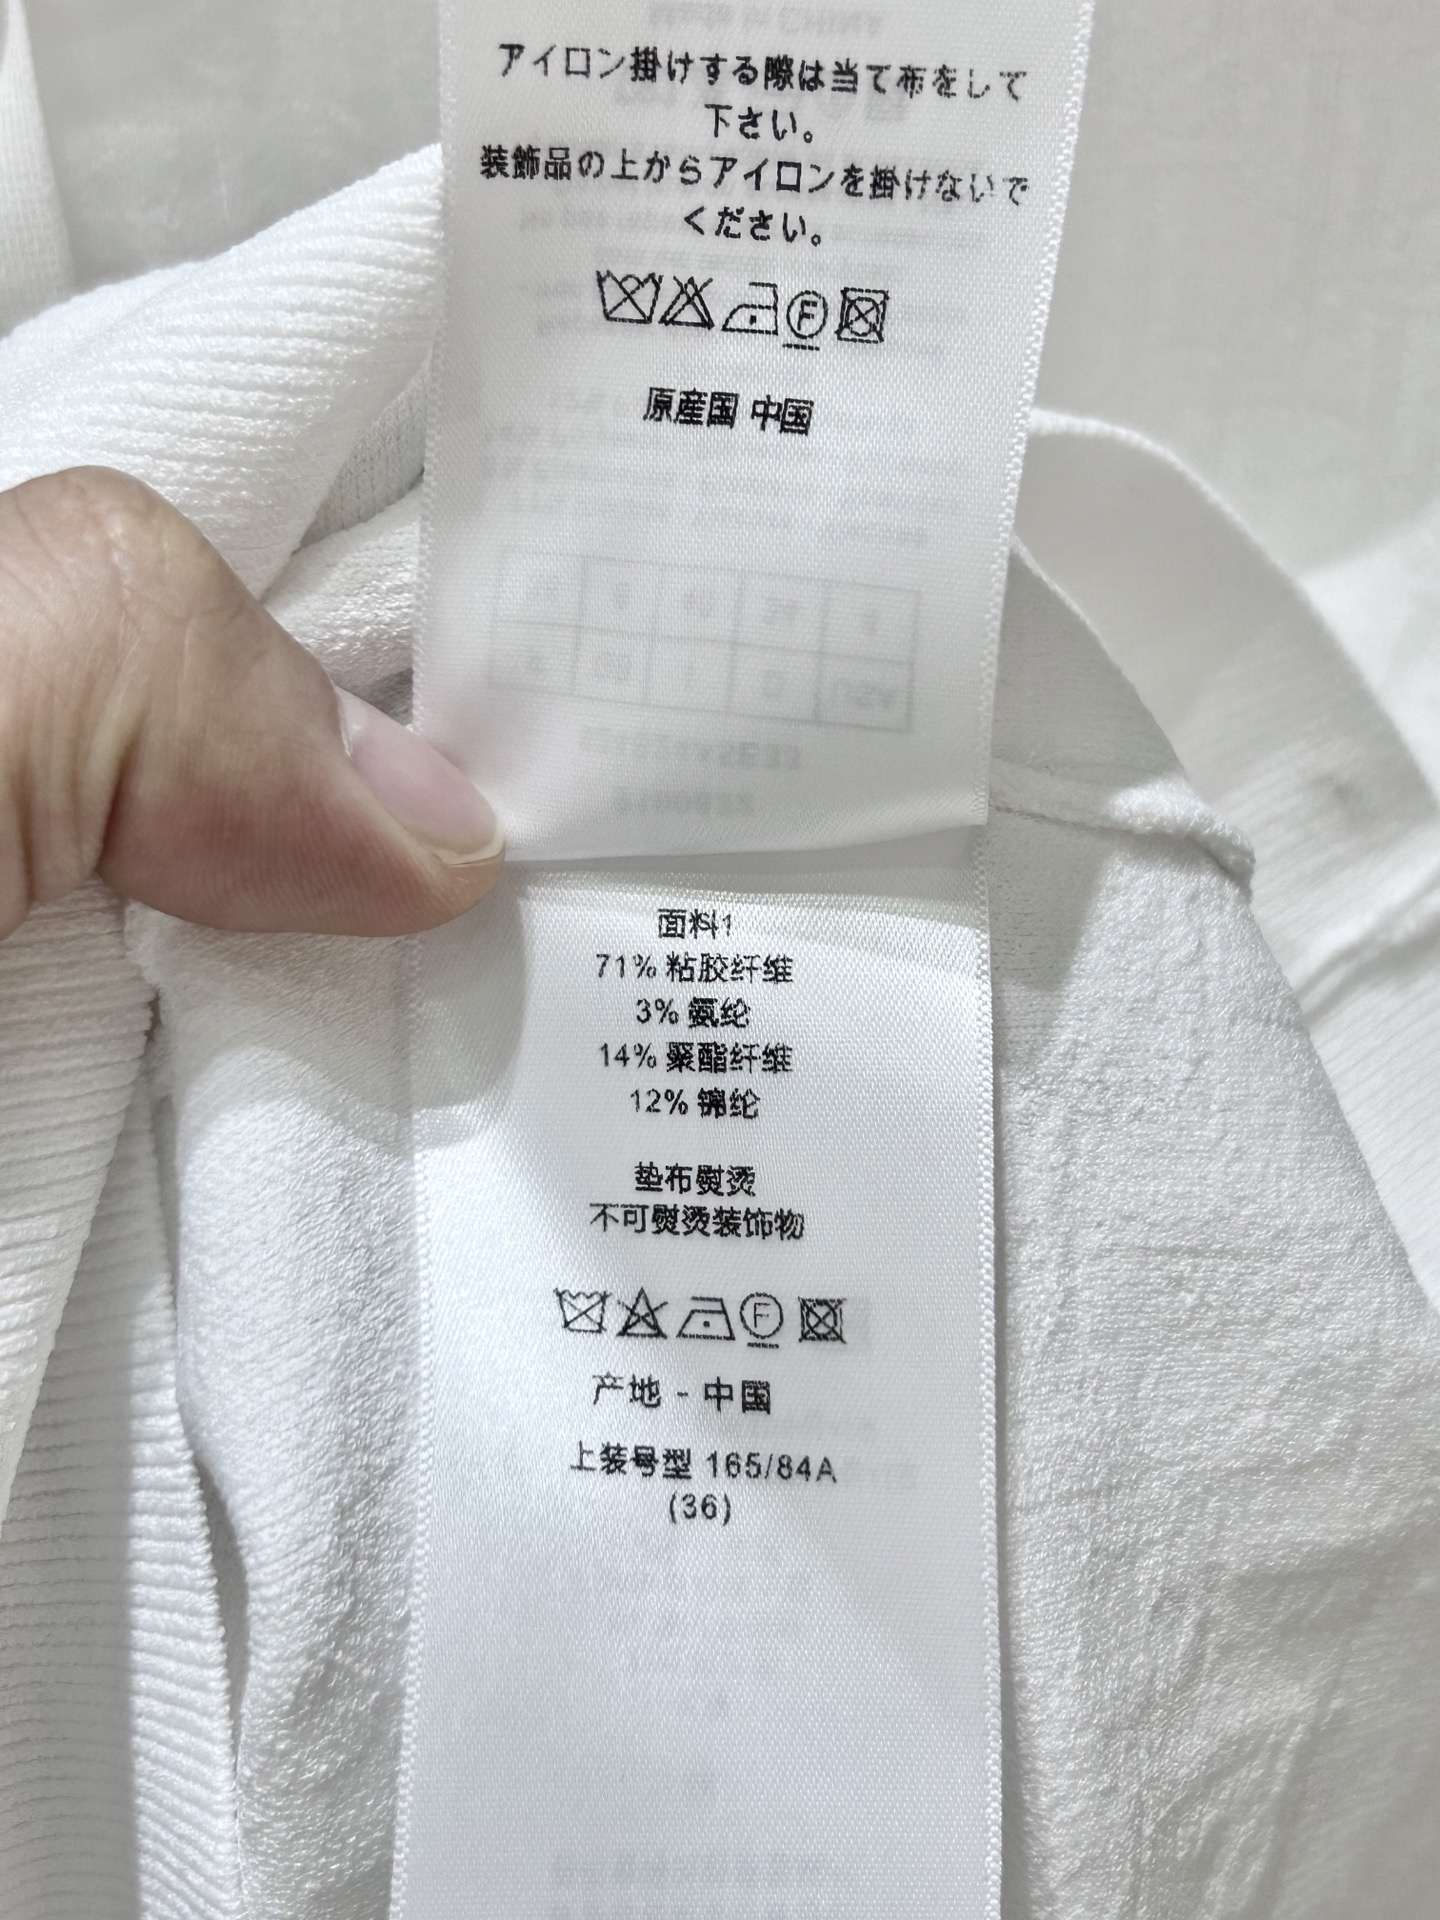 アイロン掛けする際は当て布をして
下さい。
装飾品の上からアイロンを掛けないで
ください。
F
原産国 中国
面料1
71% 粘胶纤维
3% 氨纶
14% 聚酯纤维
12% 锦纶
垫布熨烫
不可熨烫装饰物
F
产地 - 中国
上装号型 165/84A
(36)